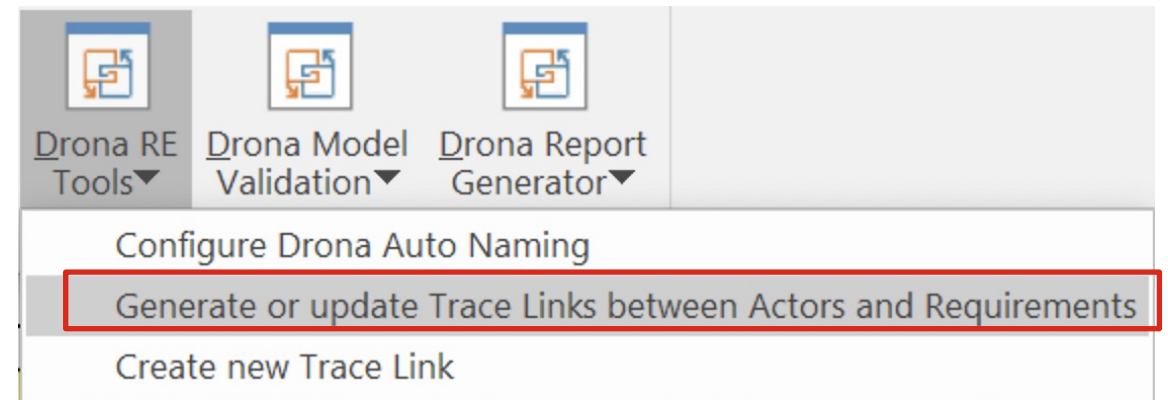 Drona RE Tools
Drona Model Validation
Drona Report Generator
Configure Drona Auto Naming
Generate or update Trace Links between Actors and Requirements
Create new Trace Link